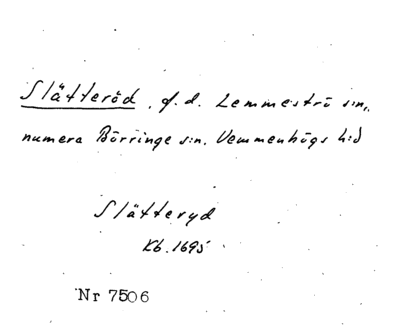 Slätteröd, f.d. Lemmeströ sn.,
numera Börringe sn. Vemmenhögs hd
Slätteryd
Kb. 1695
Nr 7506